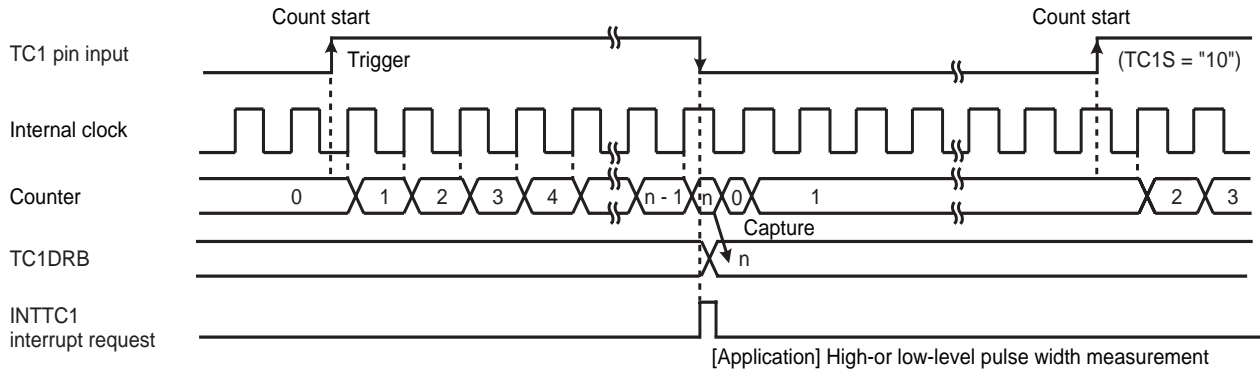 Count start
Count start
TC1 pin input
Trigger
(TC1S = "10")
Internal clock
Counter
0 1 2 3 4 n - 1 n 0 1 2 3
Capture
TC1DRB
n
INTTC1
interrupt request
[Application] High-or low-level pulse width measurement